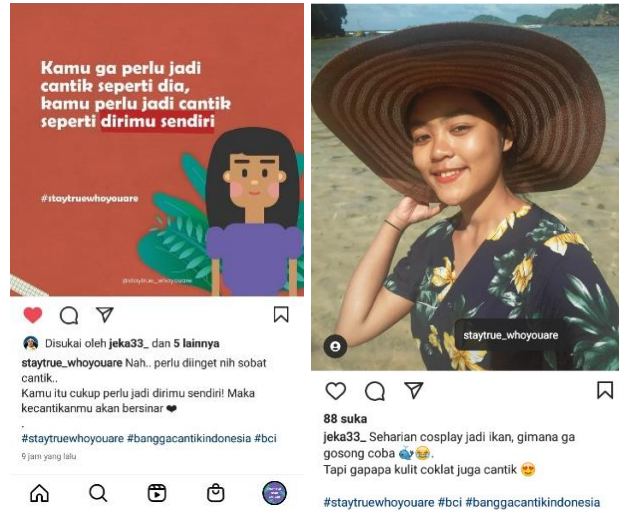 Kamu ga perlu jadi
cantik seperti dia,
kamu perlu jadi cantik
seperti dirimu sendiri
#staytruewhoyouare
@staytrue_whoyouare
Disukai oleh jeka33_ dan 5 lainnya
staytrue_whoyouare Nah.. perlu diinget nih sobat
cantik..
Kamu itu cukup perlu jadi dirimu sendiri! Maka
kecantikanmu akan bersinar ❤
.
#staytruewhoyouare #banggacantikindonesia #bci
9 jam yang lalu
staytrue_whoyouare
88 suka
jeka33_ Seharian cosplay jadi ikan, gimana ga
gosong coba 🐳😂.
Tapi gapapa kulit coklat juga cantik 😍
#staytruewhoyouare #bci #banggacantikindonesia